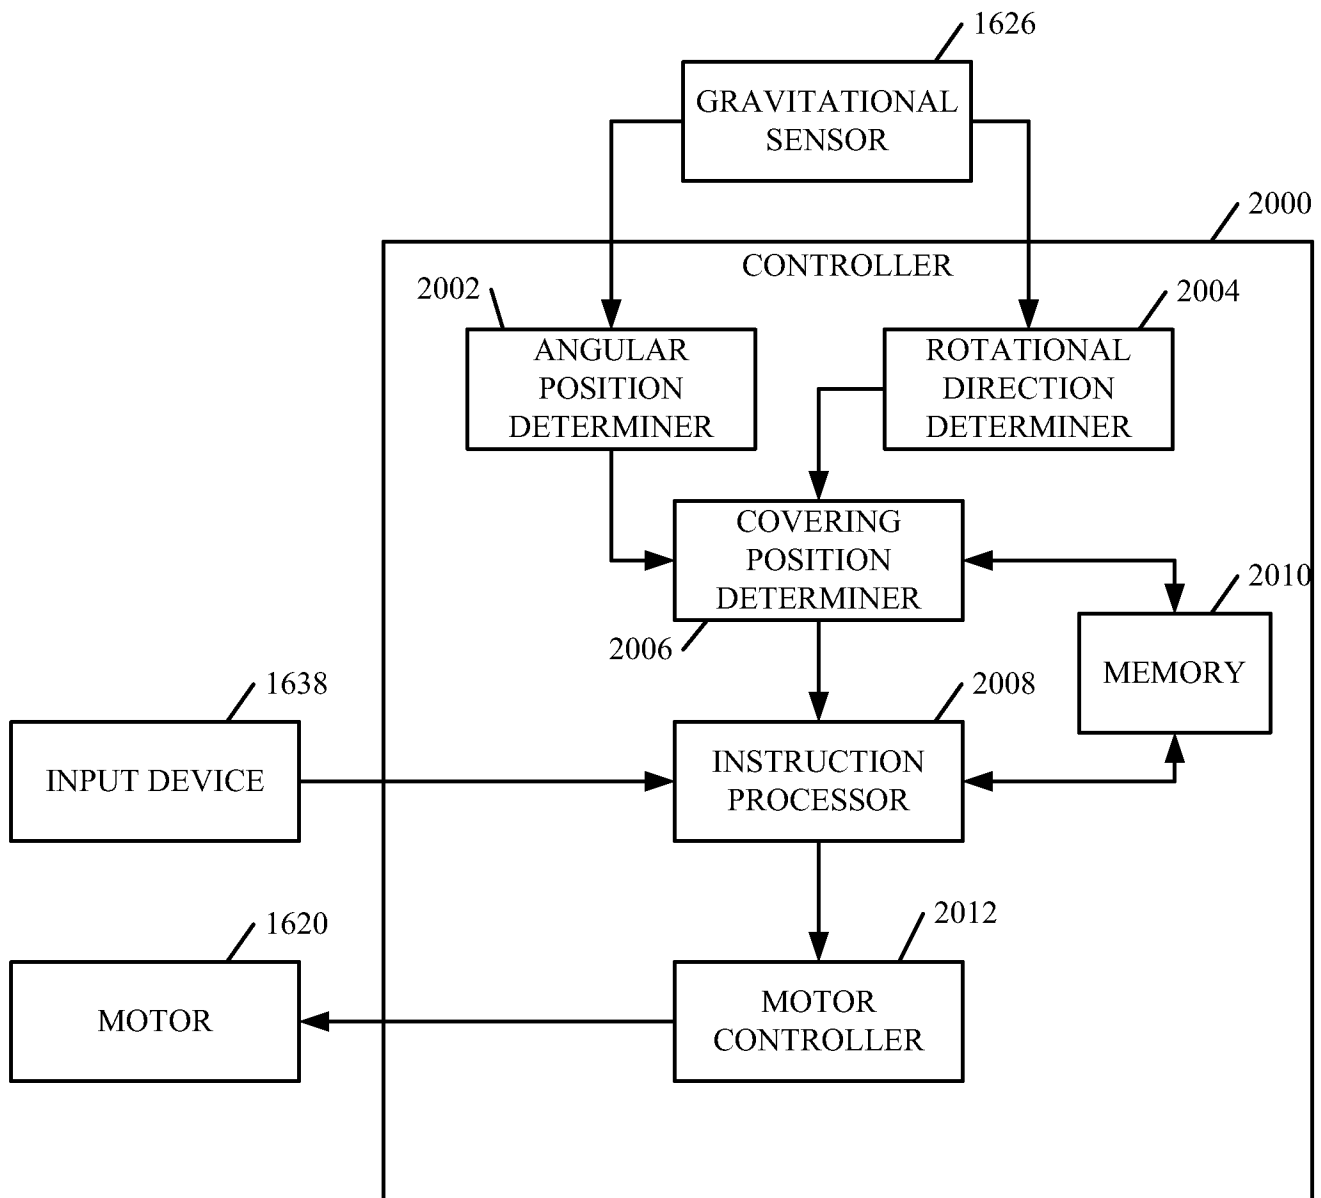 1626
GRAVITATIONAL
SENSOR
2000
CONTROLLER
2002
2004
ANGULAR
POSITION
DETERMINER
ROTATIONAL
DIRECTION
DETERMINER
COVERING
POSITION
DETERMINER
2006
2010
MEMORY
1638
INPUT DEVICE
2008
INSTRUCTION
PROCESSOR
1620
MOTOR
2012
MOTOR
CONTROLLER